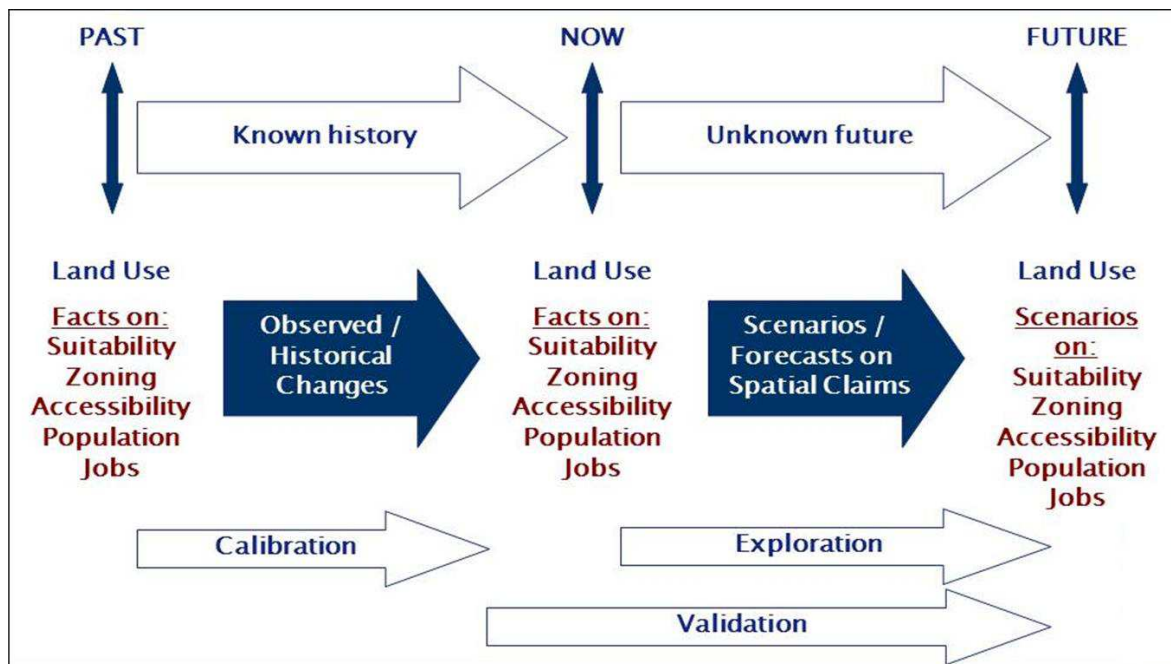 PAST
NOW
FUTURE
Known history
Unknown future
Land Use
Facts on:
Suitability
Zoning
Accessibility
Population
Jobs
Observed /
Historical
Changes
Land Use
Facts on:
Suitability
Zoning
Accessibility
Population
Jobs
Scenarios /
Forecasts on
Spatial Claims
Land Use
Scenarios
on:
Suitability
Zoning
Accessibility
Population
Jobs
Calibration
Exploration
Validation